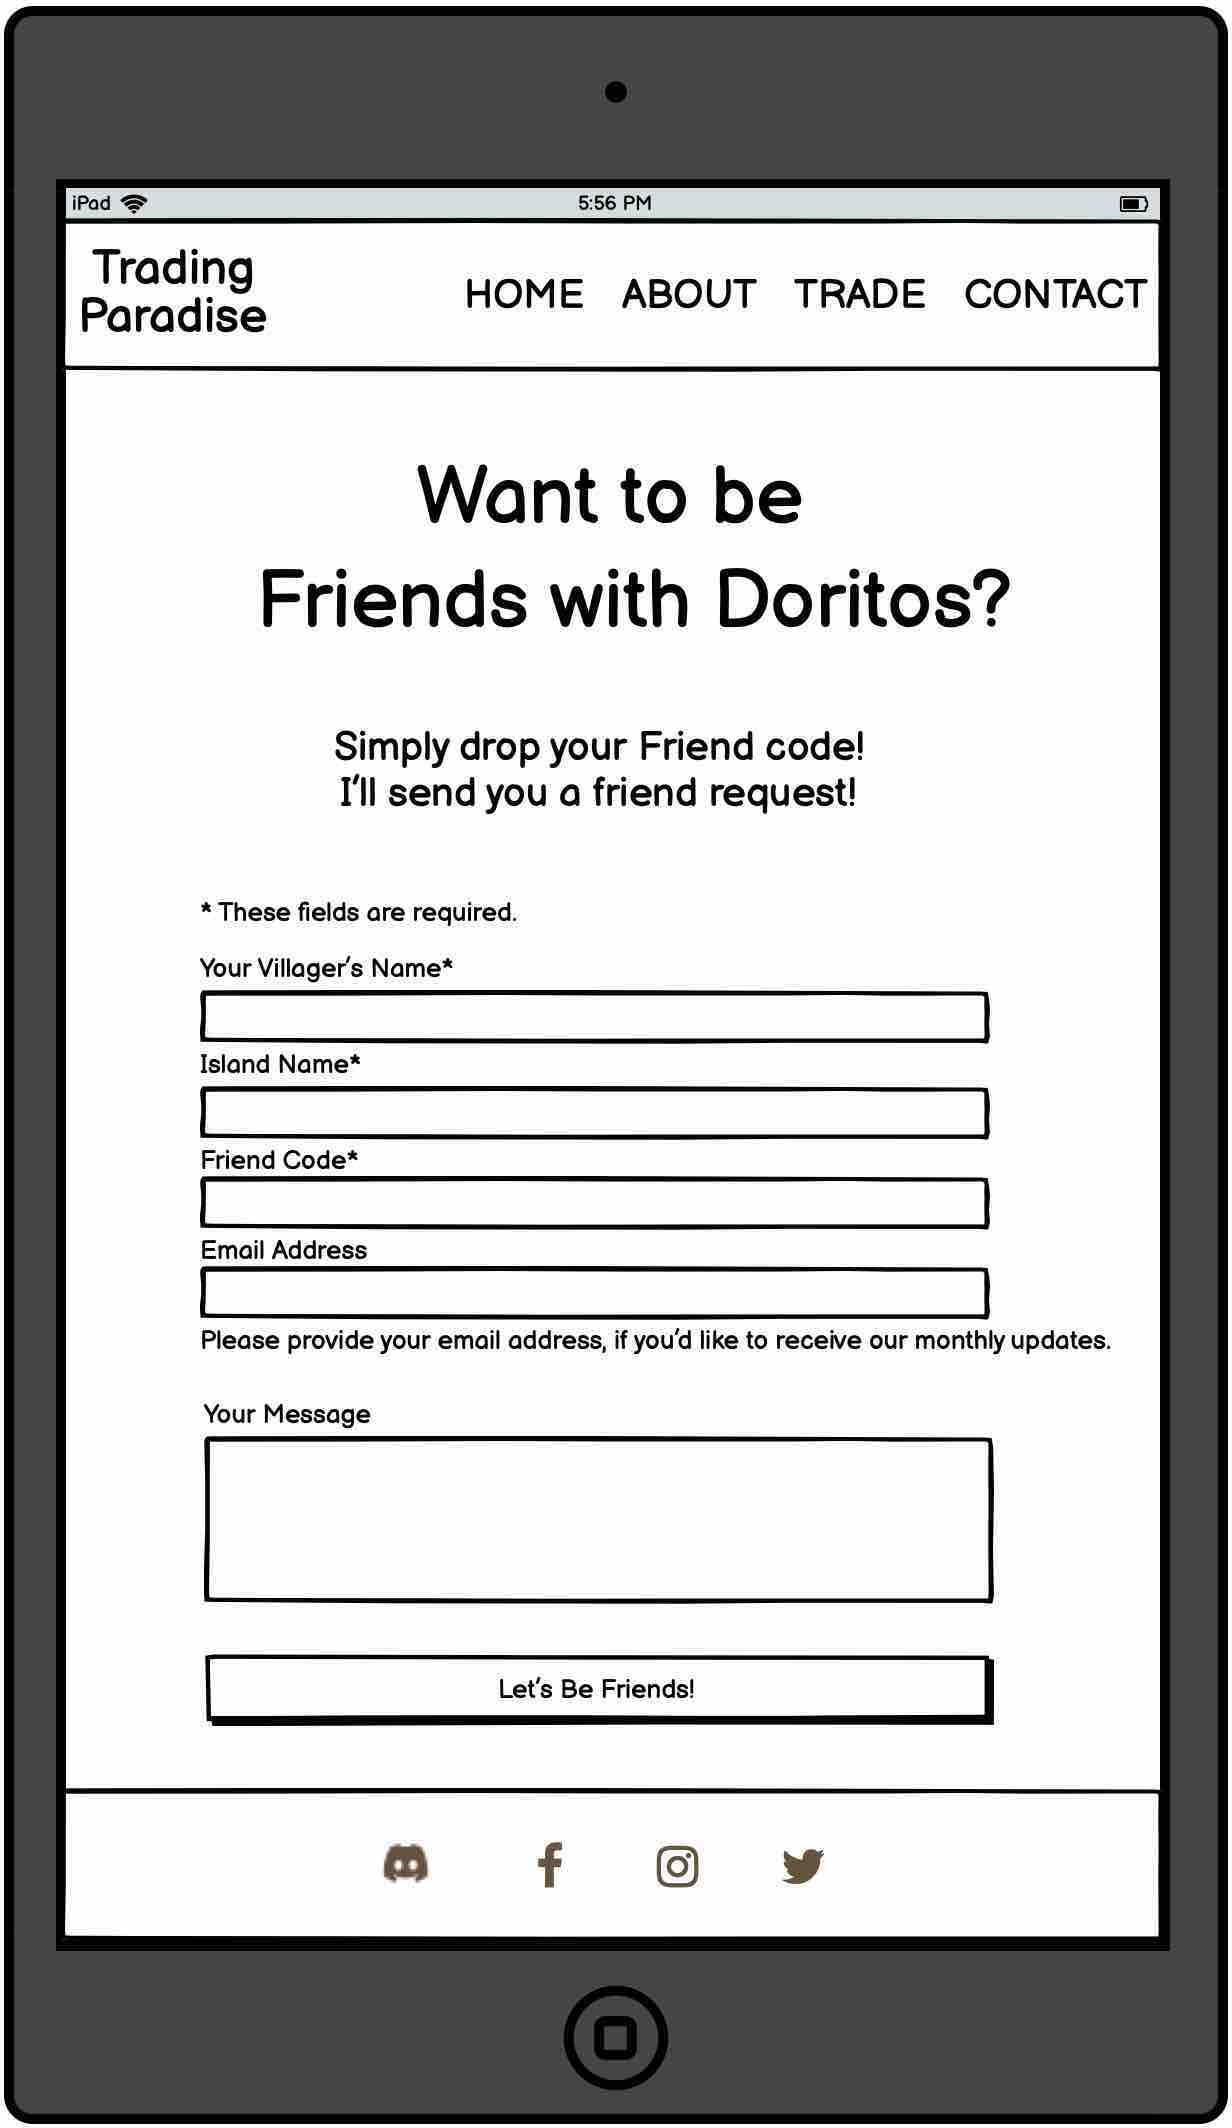 iPad 5:56 PM
Trading
Paradise
HOME ABOUT TRADE CONTACT
Want to be
Friends with Doritos?
Simply drop your Friend code!
I'll send you a friend request!
* These fields are required.
Your Villager's Name*
Island Name*
Friend Code*
Email Address
Please provide your email address, if you'd like to receive our monthly updates.
Your Message
Let's Be Friends!